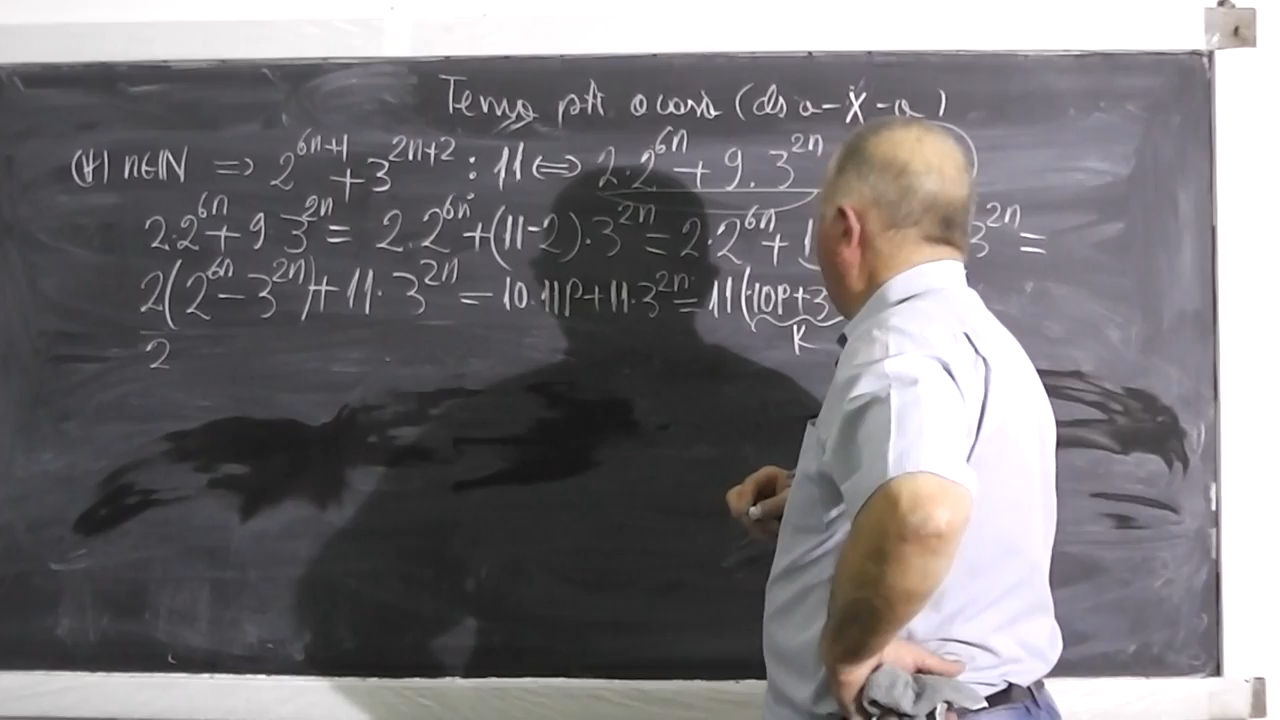 Tema ptr acasă (cls a-X-a)
(∀) n∈ℕ => 2^{6n+1} + 3^{2n+2} ⋮ 11 <=> 2·2^{6n} + 9·3^{2n}
2·2^{6n} + 9 3^{2n} = 2·2^{6n} + (11-2)·3^{2n} = 2·2^{6n} + 3^{2n} =
2(2^{6n} - 3^{2n}) + 11·3^{2n} = 10·11p + 11·3^{2n} = 11(10p+3
K
2